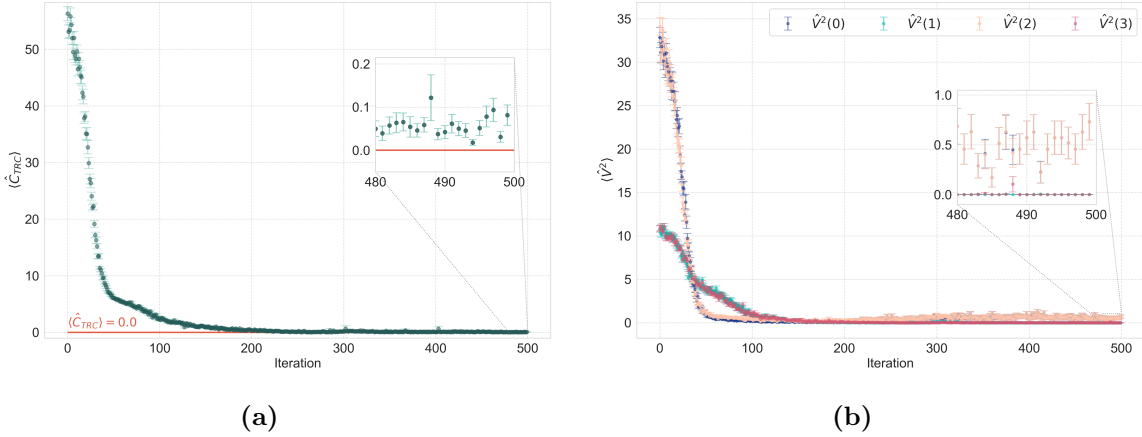 60
50
40
30
20
10
0
⟨Ĉ_TRC⟩
0.2
0.1
0.0
480 490 500
⟨Ĉ_TRC⟩ = 0.0
0 100 200 300 400 500
Iteration
(a)
V̂²(0) V̂²(1) V̂²(2) V̂²(3)
35
30
25
20
15
10
5
0
⟨V̂²⟩
1.0
0.5
0.0
480 490 500
0 100 200 300 400 500
Iteration
(b)